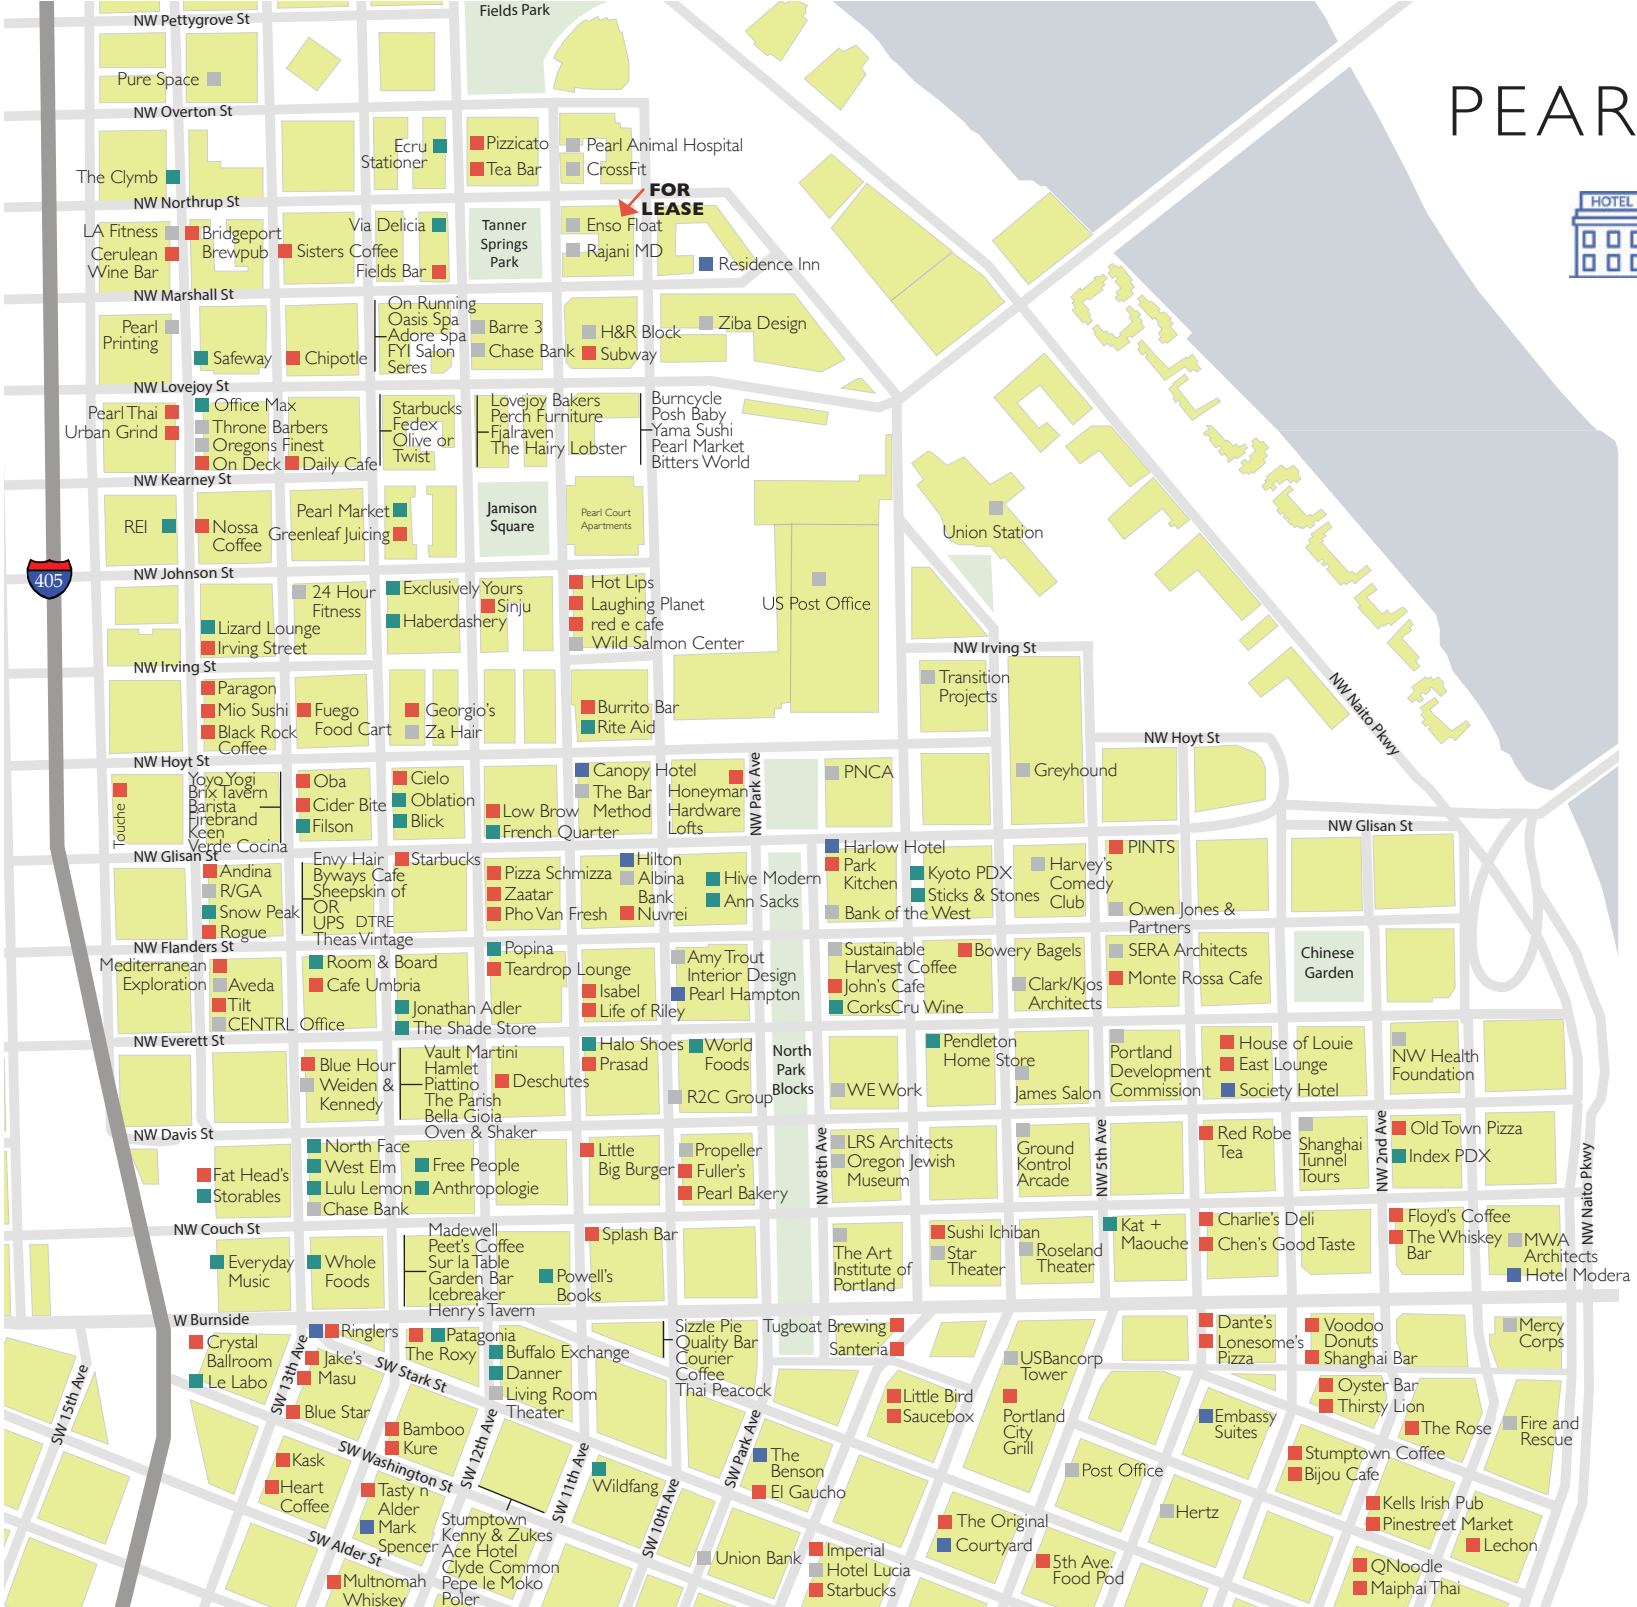 Fields Park
NW Pettygrove St
Pure Space
PEAR
NW Overton St
Ecru
Stationer
Pizzicato
Tea Bar
Pearl Animal Hospital
CrossFit
The Clymb
FOR
LEASE
NW Northrup St
HOTEL
LA Fitness
Bridgeport
Brewpub
Cerulean
Wine Bar
Sisters Coffee
Via Delicia
Fields Bar
Tanner
Springs
Park
Enso Float
Rajani MD
Residence Inn
NW Marshall St
Pearl
Printing
Safeway
Chipotle
On Running
Oasis Spa
Adore Spa
FYI Salon
Seres
Barre 3
Chase Bank
H&R Block
Subway
Ziba Design
NW Lovejoy St
Pearl Thai
Urban Grind
Office Max
Throne Barbers
Oregons Finest
On Deck
Daily Cafe
Starbucks
Fedex
Olive or
Twist
Lovejoy Bakers
Perch Furniture
Fjalraven
The Hairy Lobster
Burncycle
Posh Baby
Yama Sushi
Pearl Market
Bitters World
NW Kearney St
REI
Nossa
Coffee
Pearl Market
Greenleaf Juicing
Jamison
Square
Pearl Court
Apartments
Union Station
405
NW Johnson St
24 Hour
Fitness
Lizard Lounge
Irving Street
Exclusively Yours
Haberdashery
Sinju
Hot Lips
Laughing Planet
red e cafe
Wild Salmon Center
US Post Office
NW Irving St
NW Irving St
Transition
Projects
Paragon
Mio Sushi
Black Rock
Coffee
Fuego
Food Cart
Georgio's
Za Hair
Burrito Bar
Rite Aid
NW Naito Pkwy
NW Hoyt St
NW Hoyt St
Touche
Yoyo Yogi
Brix Tavern
Barista
Firebrand
Keen
Verde Cocina
Oba
Cider Bite
Filson
Cielo
Oblation
Blick
Low Brow
French Quarter
Canopy Hotel
The Bar
Method
Honeyman
Hardware
Lofts
NW Park Ave
PNCA
Greyhound
NW Glisan St
NW Glisan St
Andina
R/GA
Snow Peak
Rogue
Envy Hair
Byways Cafe
Sheepskin of
OR
UPS DTRE
Theas Vintage
Starbucks
Pizza Schmizza
Zaatar
Pho Van Fresh
Hilton
Albina
Bank
Nuvrei
Hive Modern
Ann Sacks
Harlow Hotel
Park
Kitchen
Bank of the West
Kyoto PDX
Sticks & Stones
Harvey's
Comedy
Club
PINTS
Owen Jones &
Partners
NW Flanders St
Mediterranean
Exploration
Aveda
Tilt
CENTRL Office
Room & Board
Cafe Umbria
Jonathan Adler
The Shade Store
Popina
Teardrop Lounge
Isabel
Life of Riley
Amy Trout
Interior Design
Pearl Hampton
Sustainable
Harvest Coffee
John's Cafe
CorksCru Wine
Bowery Bagels
Clark/Kjos
Architects
SERA Architects
Monte Rossa Cafe
Chinese
Garden
NW Everett St
Blue Hour
Weiden &
Kennedy
Vault Martini
Hamlet
Piattino
The Parish
Bella Gioia
Oven & Shaker
Deschutes
Halo Shoes
Prasad
World
Foods
R2C Group
North
Park
Blocks
WE Work
Pendleton
Home Store
James Salon
Portland
Development
Commission
House of Louie
East Lounge
Society Hotel
NW Health
Foundation
NW Davis St
Fat Head's
Storables
North Face
West Elm
Lulu Lemon
Chase Bank
Free People
Anthropologie
Little
Big Burger
Propeller
Fuller's
Pearl Bakery
NW 8th Ave
LRS Architects
Oregon Jewish
Museum
Ground
Kontrol
Arcade
NW 5th Ave
Red Robe
Tea
Shanghai
Tunnel
Tours
NW 2nd Ave
Old Town Pizza
Index PDX
NW Naito Pkwy
NW Couch St
Everyday
Music
Whole
Foods
Madewell
Peet's Coffee
Sur la Table
Garden Bar
Icebreaker
Henry's Tavern
Powell's
Books
Splash Bar
The Art
Institute of
Portland
Sushi Ichiban
Star
Theater
Roseland
Theater
Kat +
Maouche
Charlie's Deli
Chen's Good Taste
Floyd's Coffee
The Whiskey
Bar
MWA
Architects
Hotel Modera
W Burnside
Crystal
Ballroom
Le Labo
SW 13th Ave
Ringlers
Jake's
Masu
Blue Star
SW Stark St
Patagonia
The Roxy
Buffalo Exchange
Danner
Living Room
Theater
Sizzle Pie
Quality Bar
Courier
Coffee
Thai Peacock
Tugboat Brewing
Santeria
USBancorp
Tower
Dante's
Lonesome's
Pizza
Voodoo
Donuts
Shanghai Bar
Mercy
Corps
SW 15th Ave
Bamboo
Kure
SW 12th Ave
SW 11th Ave
SW Park Ave
Little Bird
Saucebox
Portland
City
Grill
Embassy
Suites
Oyster Bar
Thirsty Lion
The Rose
Fire and
Rescue
Kask
Heart
Coffee
SW Washington St
Tasty n
Alder
Mark
Spencer
Wildfang
SW 10th Ave
The
Benson
El Gaucho
Post Office
Hertz
Stumptown Coffee
Bijou Cafe
Kells Irish Pub
Pinestreet Market
Lechon
SW Alder St
Stumptown
Kenny & Zukes
Ace Hotel
Clyde Common
Pepe le Moko
Poler
Multnomah
Whiskey
Union Bank
Imperial
Hotel Lucia
Starbucks
The Original
Courtyard
5th Ave.
Food Pod
QNoodle
Maiphai Thai